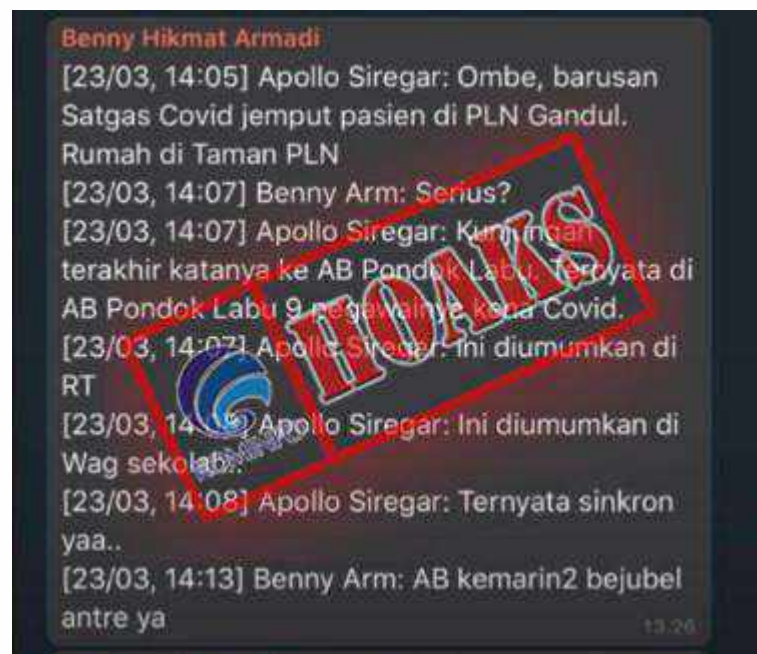 Benny Hikmat Armadi
[23/03, 14:05] Apollo Siregar: Ombe, barusan
Satgas Covid jemput pasien di PLN Gandul.
Rumah di Taman PLN
[23/03, 14:07] Benny Arm: Serius?
[23/03, 14:07] Apollo Siregar: Kunjungan
terakhir katanya ke AB Pondok Labu. Ternyata di
AB Pondok Labu 9 pegawainya kena Covid.
[23/03, 14:07] Apollo Siregar: Ini diumumkan di
RT
[23/03, 14: ] Apollo Siregar: Ini diumumkan di
Wag sekolah..
[23/03, 14:08] Apollo Siregar: Ternyata sinkron
yaa..
[23/03, 14:13] Benny Arm: AB kemarin2 bejubel
antre ya
13.26
HOAKS
KOMINFO